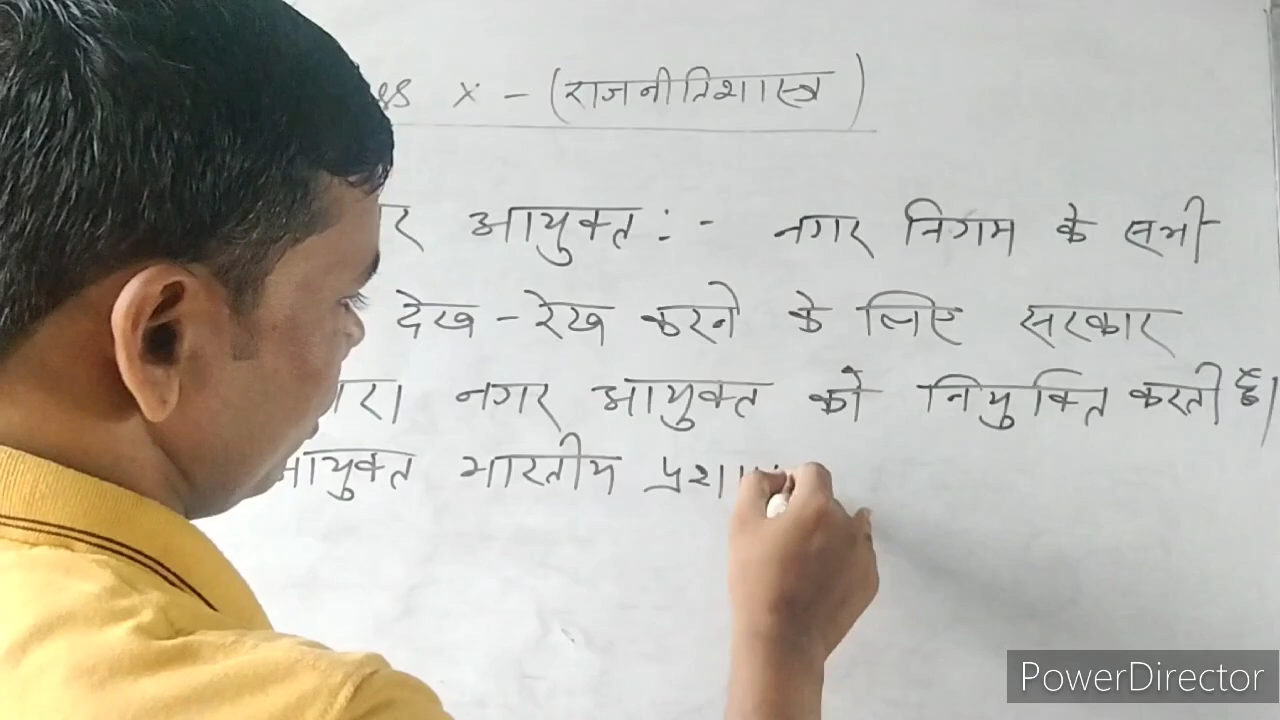 X - (राजनीतिशास्त्र)
आयुक्त :- नगर निगम के सभी
देख - रेख करने के लिए सरकार
नगर आयुक्त को नियुक्ति करती है।
आयुक्त भारतीय
PowerDirector